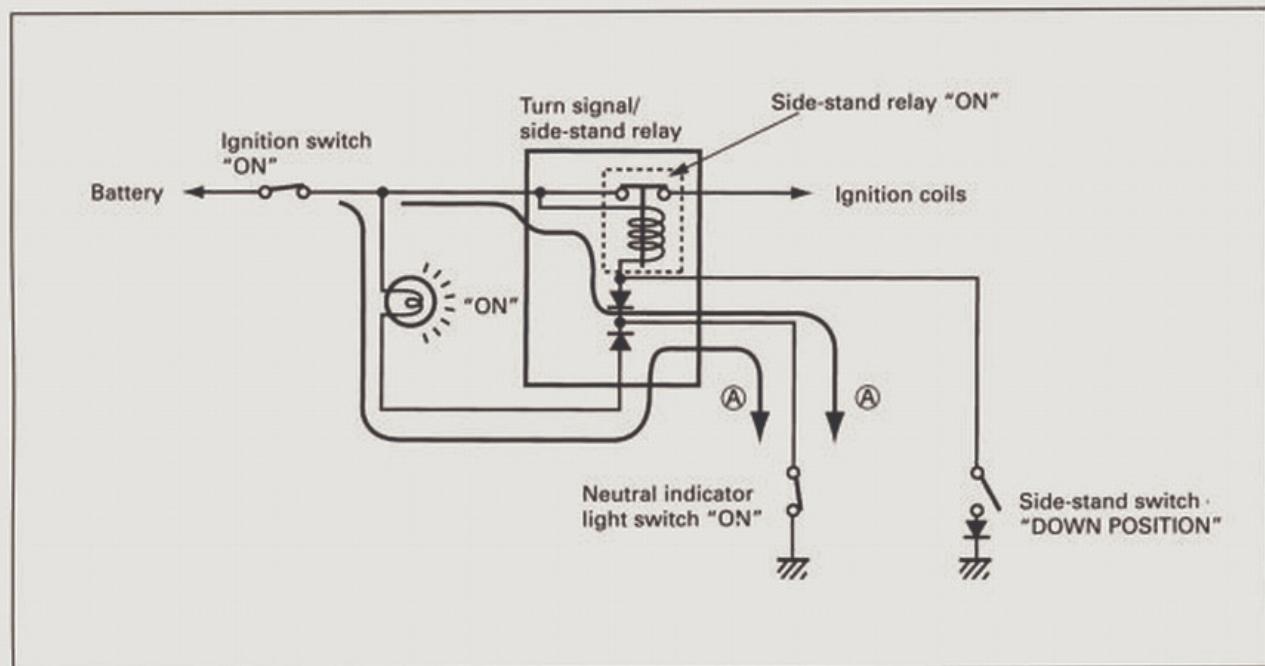 Turn signal/
side-stand relay
Side-stand relay "ON"
Ignition switch
"ON"
Battery
Ignition coils
"ON"
Ⓐ
Ⓐ
Neutral indicator
light switch "ON"
Side-stand switch
"DOWN POSITION"